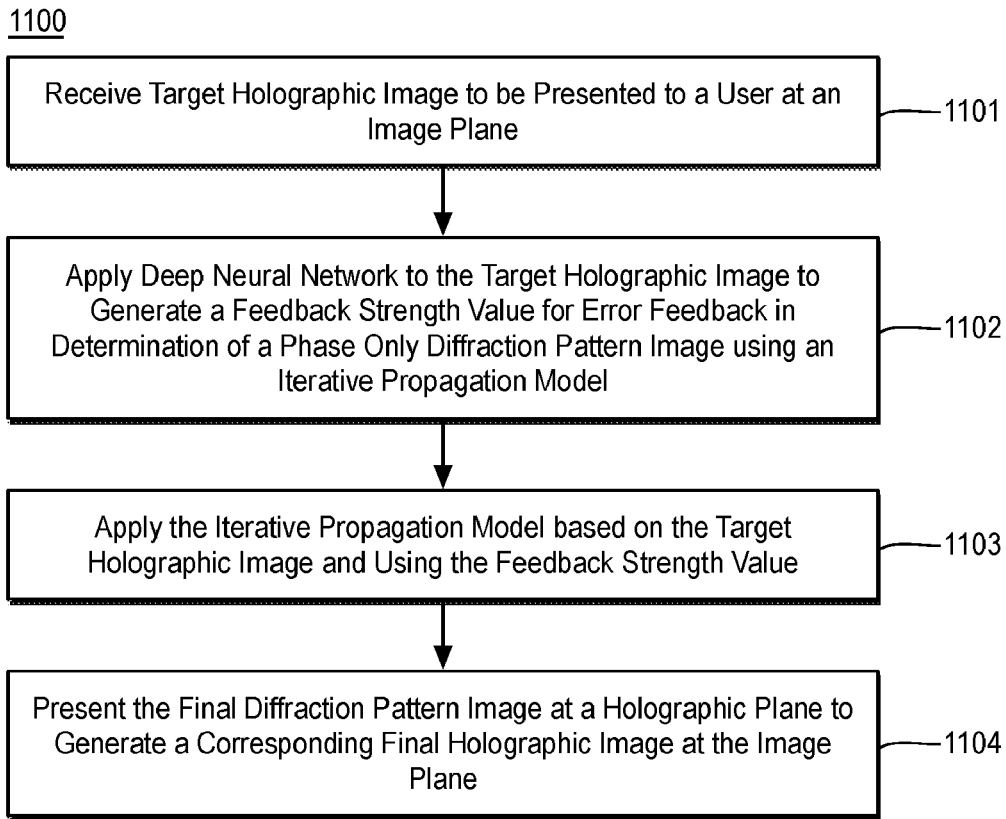 1100
Receive Target Holographic Image to be Presented to a User at an
Image Plane
1101
Apply Deep Neural Network to the Target Holographic Image to
Generate a Feedback Strength Value for Error Feedback in
Determination of a Phase Only Diffraction Pattern Image using an
Iterative Propagation Model
1102
Apply the Iterative Propagation Model based on the Target
Holographic Image and Using the Feedback Strength Value
1103
Present the Final Diffraction Pattern Image at a Holographic Plane to
Generate a Corresponding Final Holographic Image at the Image
Plane
1104